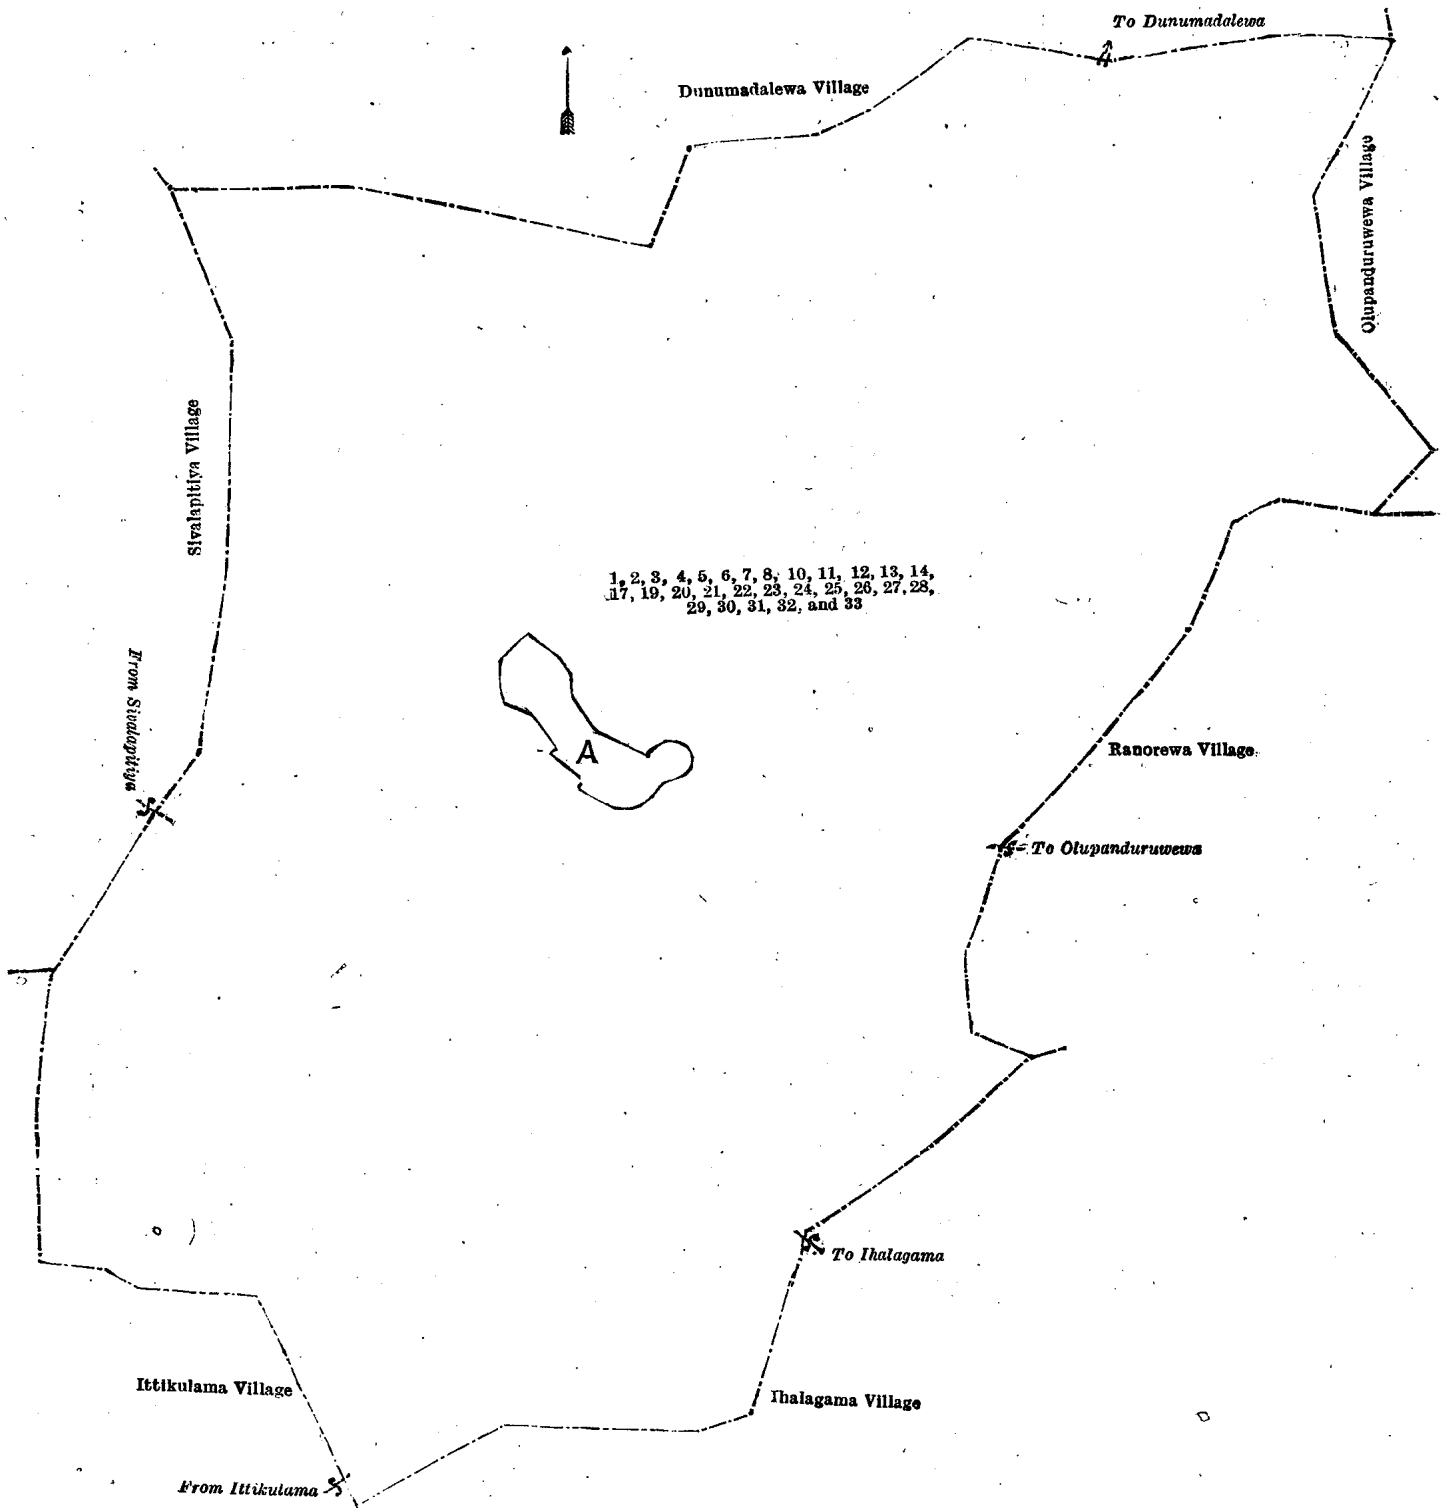 To Dunumadalewa
Dunumadalewa Village
Olupanduruwewa Village
Sivalapitiya Village
1, 2, 3, 4, 5, 6, 7, 8, 10, 11, 12, 13, 14,
17, 19, 20, 21, 22, 23, 24, 25, 26, 27, 28,
29, 30, 31, 32, and 33
From Sivalapitiya
A
Ranorewa Village
To Olupanduruwewa
To Ihalagama
Ittikulama Village
Ihalagama Village
From Ittikulama